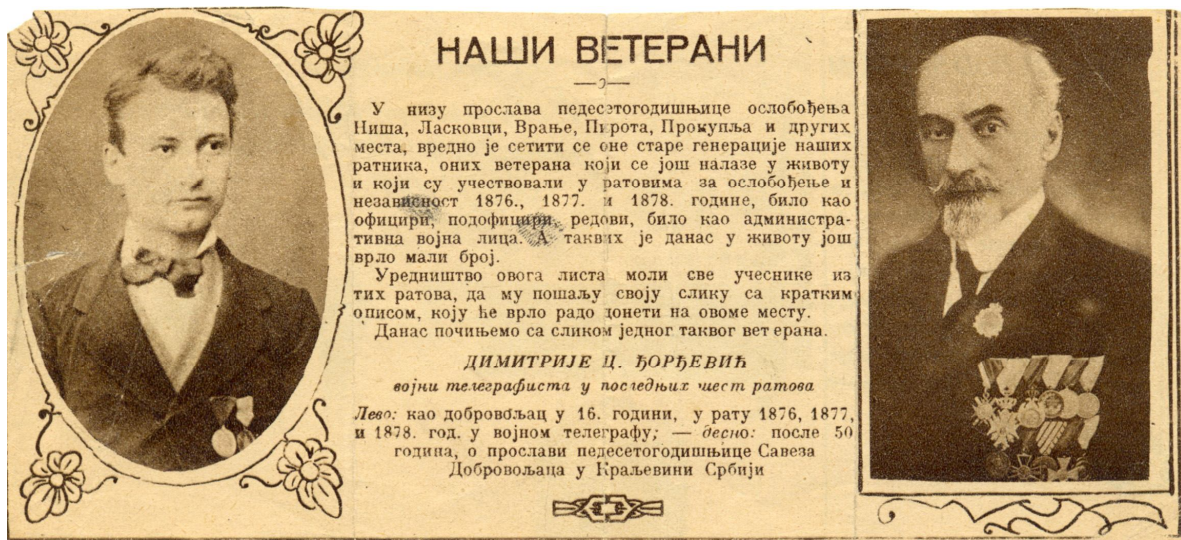 НАШИ ВЕТЕРАНИ
У низу прослава педесетогодишњице ослобођења
Ниша, Ласковци, Врање, Пирота, Прокупља и других
места, вредно је сетити се оне старе генерације наших
ратника, оних ветерана који се још налазе у животу
и који су учествовали у ратовима за ослобођење и
независност 1876., 1877. и 1878. године, било као
официри, подофицири, редови, било као администра-
тивна војна лица. А таквих је данас у животу још
врло мали број.
Уредништво овога листа моли све учеснике из
тих ратова, да му пошаљу своју слику са кратким
описом, коју ће врло радо донети на овоме месту.
Данас почињемо са сликом једног таквог ветерана.
ДИМИТРИЈЕ Ц. ЂОРЂЕВИЋ
војни телеграфиста у последњих шест ратова
Лево: као добровољац у 16. години, у рату 1876, 1877,
и 1878. год. у војном телеграфу; — десно: после 50
година, о прослави педесетогодишњице Савеза
Добровољаца у Краљевини Србији